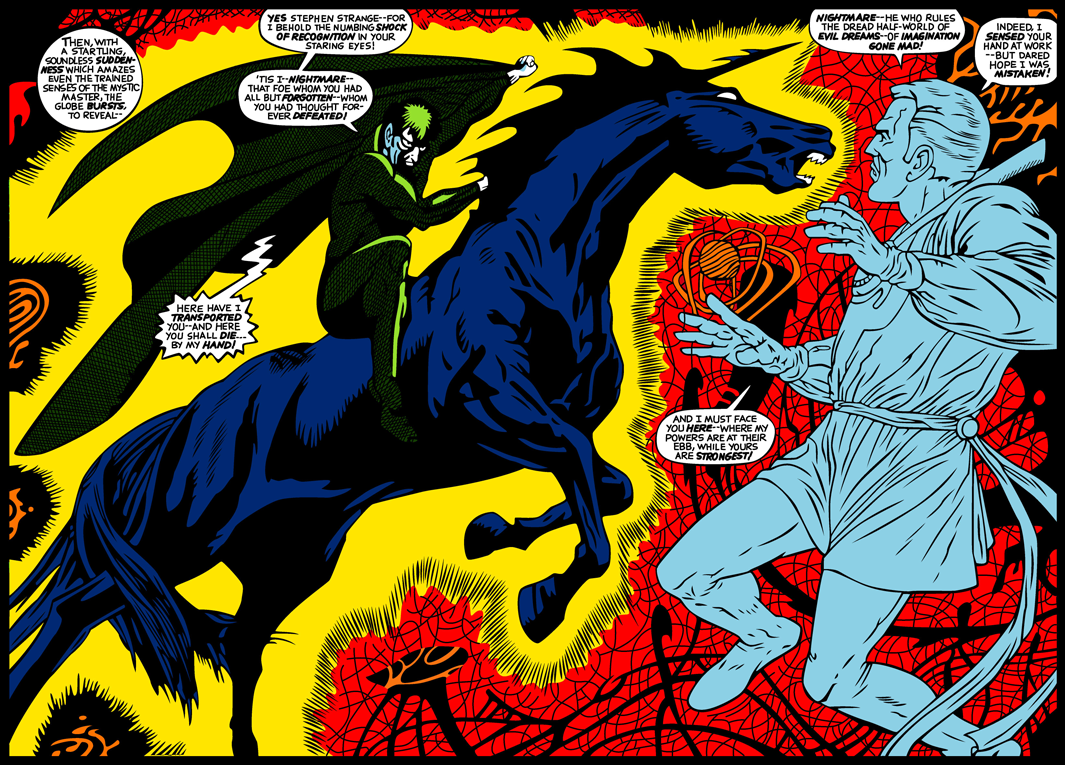 THEN, WITH
A STARTLING,
SOUNDLESS SUDDEN-
NESS WHICH AMAZES
EVEN THE TRAINED
SENSES OF THE MYSTIC
MASTER, THE
GLOBE BURSTS,
TO REVEAL--
YES STEPHEN STRANGE--FOR
I BEHOLD THE NUMBING SHOCK
OF RECOGNITION IN YOUR
STARING EYES!
'TIS I--NIGHTMARE--
THAT FOE WHOM YOU HAD
ALL BUT FORGOTTEN--WHOM
YOU HAD THOUGHT FOR-
EVER DEFEATED!
HERE HAVE I
TRANSPORTED
YOU--AND HERE
YOU SHALL DIE...
BY MY HAND!
NIGHTMARE--HE WHO RULES
THE DREAD HALF-WORLD OF
EVIL DREAMS--OF IMAGINATION
GONE MAD!
INDEED, I
SENSED YOUR
HAND AT WORK
--BUT DARED
HOPE I WAS
MISTAKEN!
AND I MUST FACE
YOU HERE--WHERE MY
POWERS ARE AT THEIR
EBB, WHILE YOURS
ARE STRONGEST!